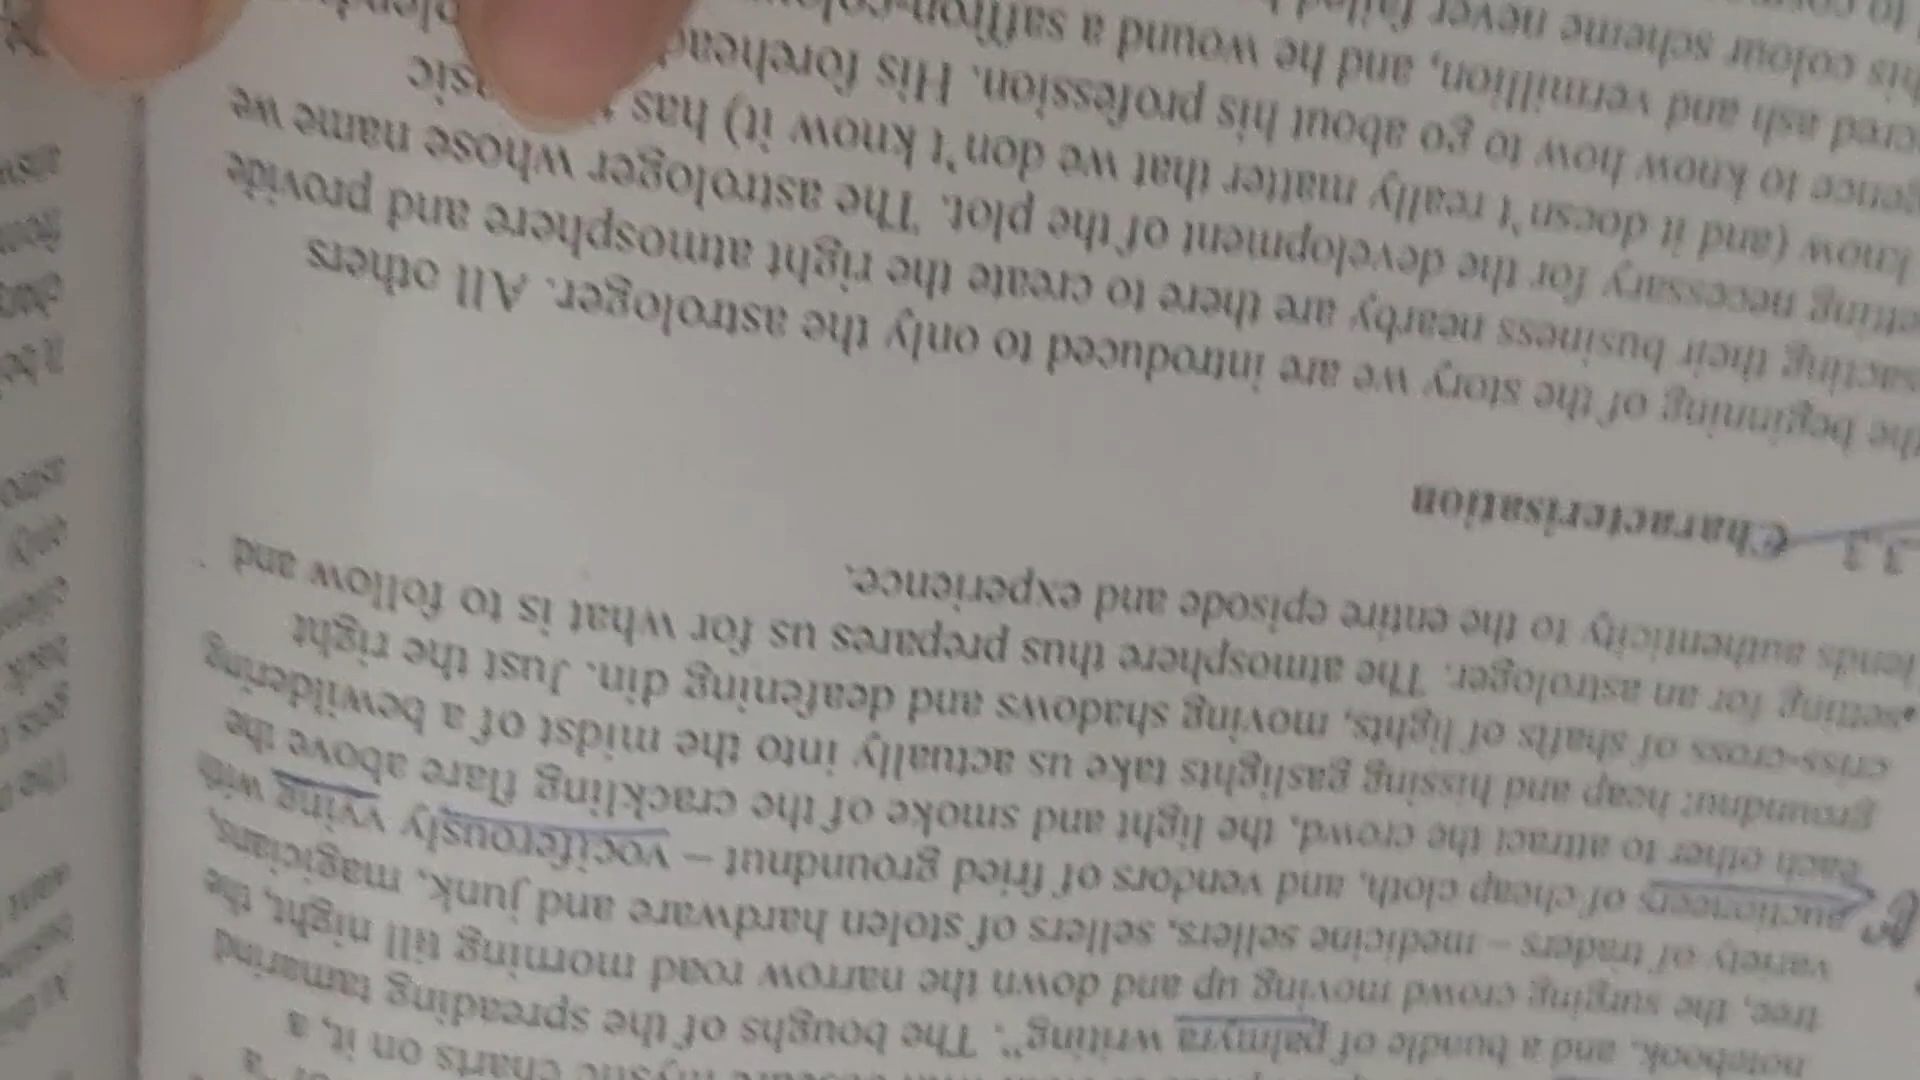 mystic charts on it, a
notebook, and a bundle of palmyra writing". The boughs of the spreading tamarind
tree, the surging crowd moving up and down the narrow road morning till night, the
variety of traders – medicine sellers, sellers of stolen hardware and junk, magicians,
auctioneers of cheap cloth, and vendors of fried groundnut – vociferously vying with
each other to attract the crowd, the light and smoke of the crackling flare above the
groundnut heap and hissing gaslights take us actually into the midst of a bewildering
criss-cross of shafts of lights, moving shadows and deafening din. Just the right
setting for an astrologer. The atmosphere thus prepares us for what is to follow and
lends authenticity to the entire episode and experience.
3.3 Characterisation
the beginning of the story we are introduced to only the astrologer. All others
sacting their business nearby are there to create the right atmosphere and provide
etting necessary for the development of the plot. The astrologer whose name we
know (and it doesn't really matter that we don't know it) has
gence to know how to go about his profession. His forehead
cred ash and vermillion, and he wound a saffron-colou
his colour scheme never failed